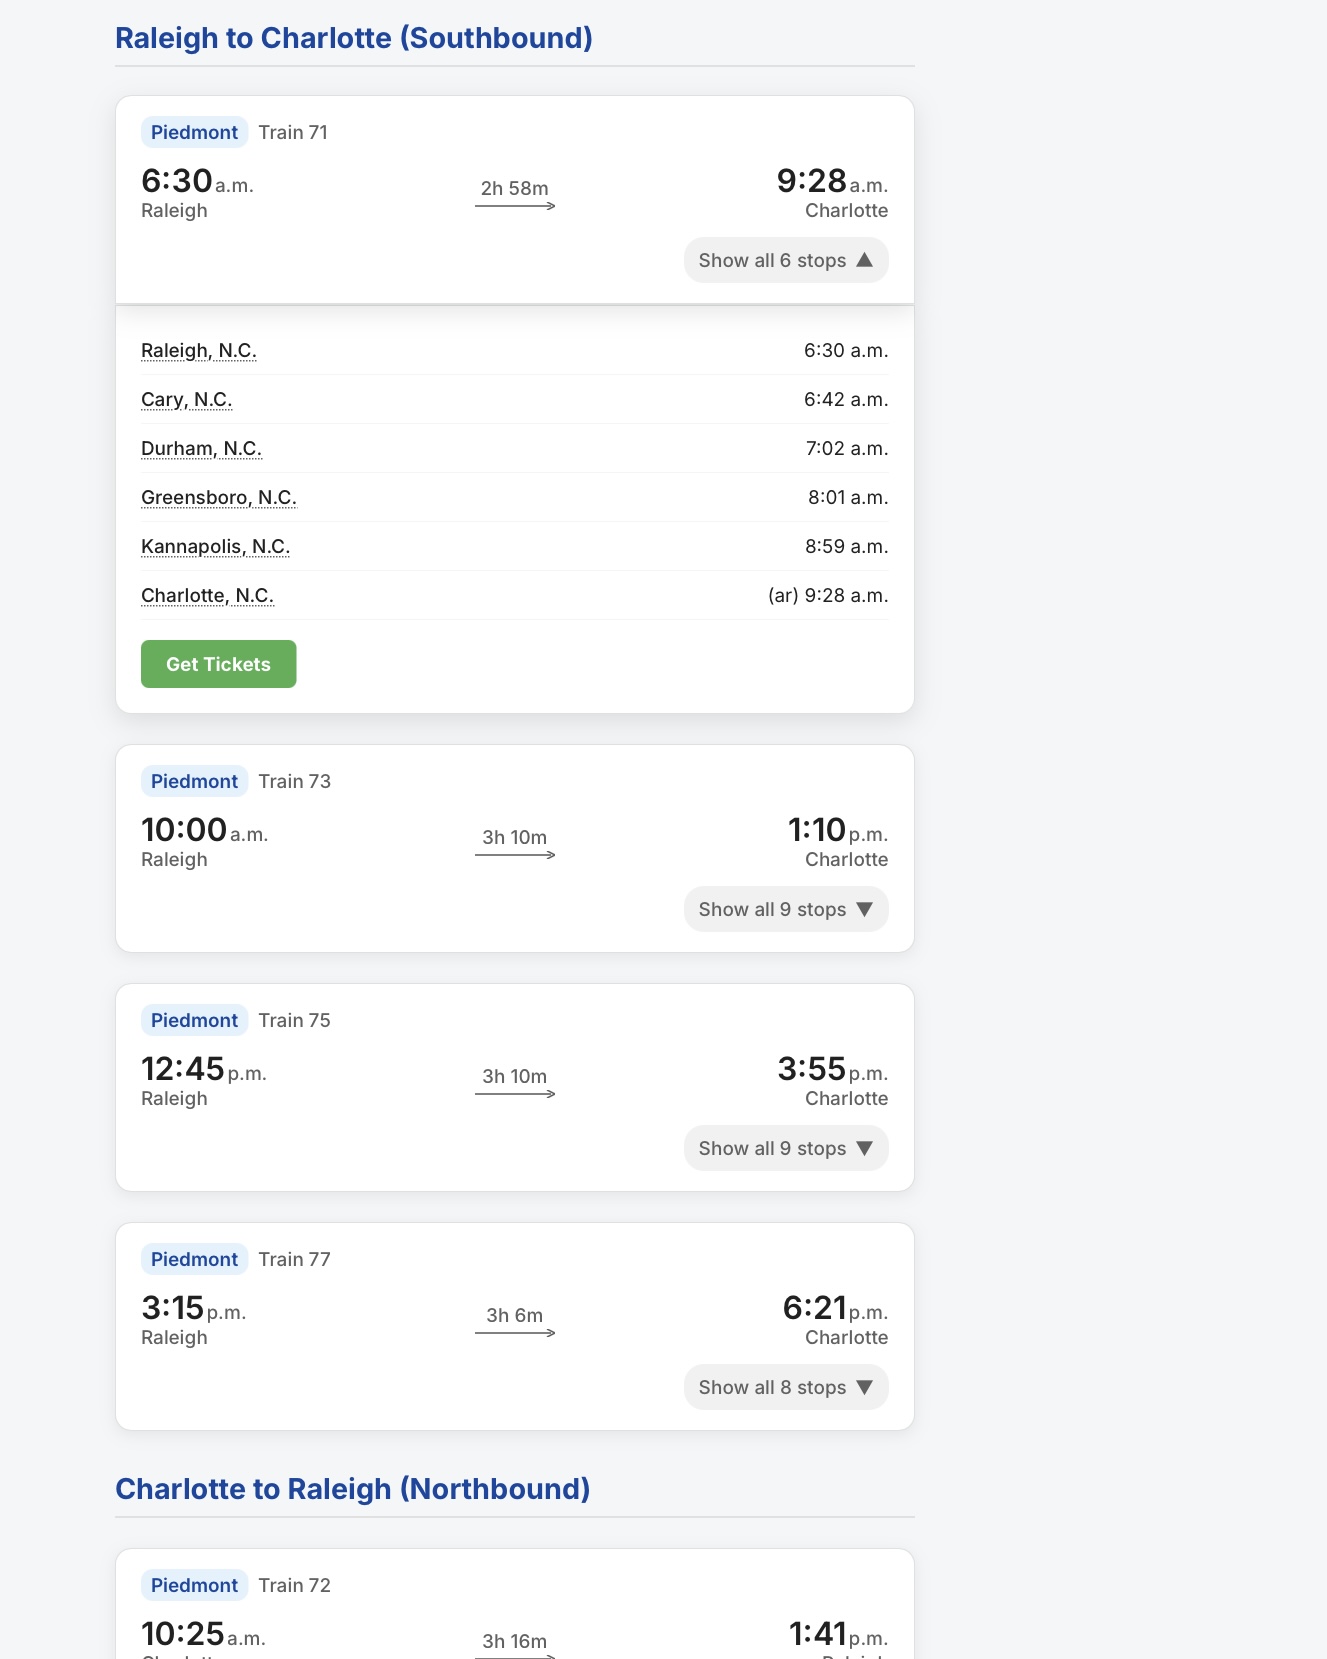 Raleigh to Charlotte (Southbound)
Piedmont Train 71
6:30 a.m. 2h 58m 9:28 a.m.
Raleigh Charlotte
Show all 6 stops ▲
Raleigh, N.C. 6:30 a.m.
Cary, N.C. 6:42 a.m.
Durham, N.C. 7:02 a.m.
Greensboro, N.C. 8:01 a.m.
Kannapolis, N.C. 8:59 a.m.
Charlotte, N.C. (ar) 9:28 a.m.
Get Tickets
Piedmont Train 73
10:00 a.m. 3h 10m 1:10 p.m.
Raleigh Charlotte
Show all 9 stops ▼
Piedmont Train 75
12:45 p.m. 3h 10m 3:55 p.m.
Raleigh Charlotte
Show all 9 stops ▼
Piedmont Train 77
3:15 p.m. 3h 6m 6:21 p.m.
Raleigh Charlotte
Show all 8 stops ▼
Charlotte to Raleigh (Northbound)
Piedmont Train 72
10:25 a.m. 3h 16m 1:41 p.m.